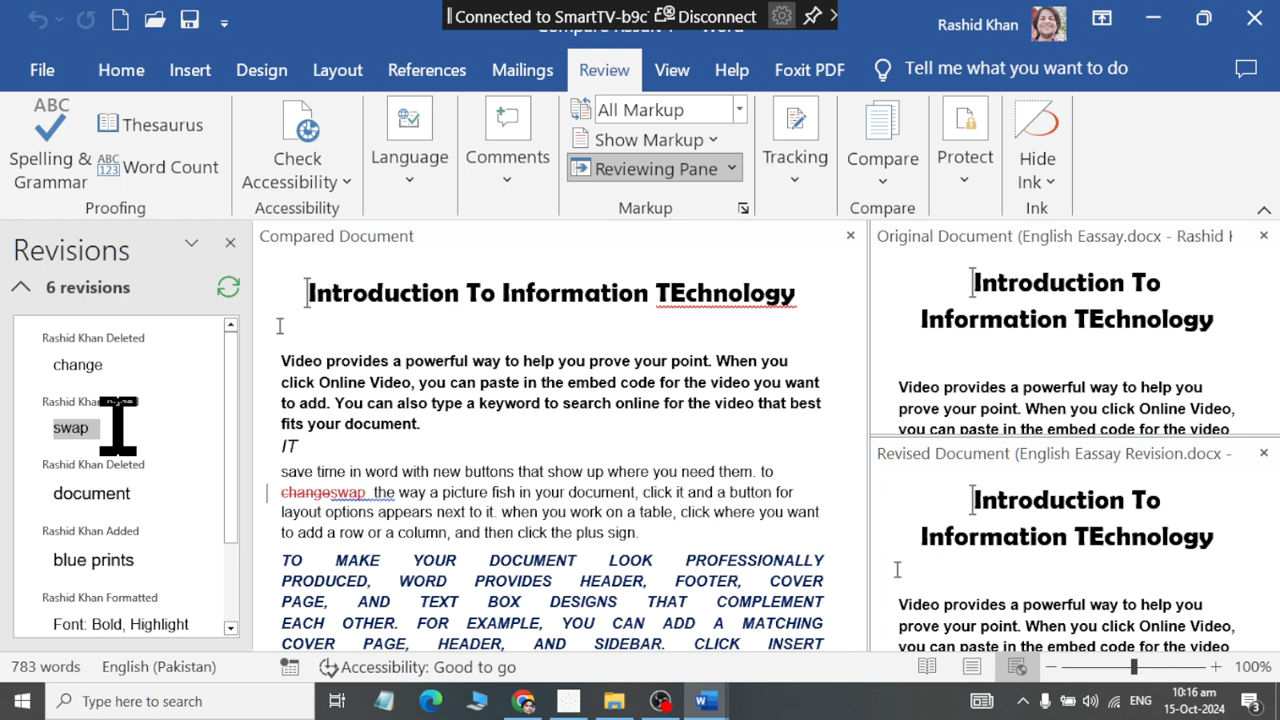 Connected to SmartTV-b9c Disconnect
Rashid Khan
File Home Insert Design Layout References Mailings Review View Help Foxit PDF Tell me what you want to do
ABC
Spelling &
Grammar
Thesaurus
ABC
123 Word Count
Proofing
Check
Accessibility
Accessibility
Language
Comments
All Markup
Show Markup
Reviewing Pane
Markup
Tracking
Compare
Compare
Protect
Hide
Ink
Ink
Revisions
6 revisions
Rashid Khan Deleted
change
Rashid Khan
swap
Rashid Khan Deleted
document
Rashid Khan Added
blue prints
Rashid Khan Formatted
Font: Bold, Highlight
Compared Document
Introduction To Information TEchnology
Video provides a powerful way to help you prove your point. When you
click Online Video, you can paste in the embed code for the video you want
to add. You can also type a keyword to search online for the video that best
fits your document.
IT
save time in word with new buttons that show up where you need them. to
changeswap the way a picture fish in your document, click it and a button for
layout options appears next to it. when you work on a table, click where you want
to add a row or a column, and then click the plus sign.
TO MAKE YOUR DOCUMENT LOOK PROFESSIONALLY
PRODUCED, WORD PROVIDES HEADER, FOOTER, COVER
PAGE, AND TEXT BOX DESIGNS THAT COMPLEMENT
EACH OTHER. FOR EXAMPLE, YOU CAN ADD A MATCHING
COVER PAGE, HEADER, AND SIDEBAR. CLICK INSERT
Original Document (English Eassay.docx - Rashid
Introduction To
Information TEchnology
Video provides a powerful way to help you
prove your point. When you click Online Video,
you can paste in the embed code for the video
Revised Document (English Eassay Revision.docx -
Introduction To
Information TEchnology
Video provides a powerful way to help you
prove your point. When you click Online Video,
you can paste in the embed code for the video
783 words English (Pakistan) Accessibility: Good to go 100%
Type here to search
ENG
10:16 am
15-Oct-2024
3